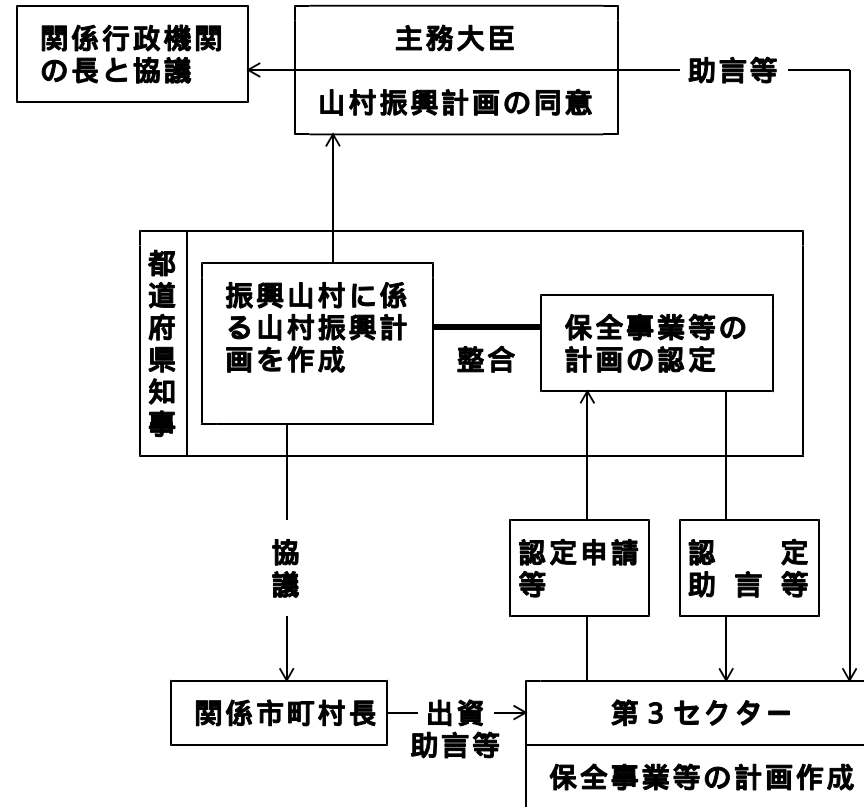 関係行政機関
の長と協議
主務大臣
山村振興計画の同意
助言等
都道府県知事
振興山村に係
る山村振興計
画を作成
整合
保全事業等の
計画の認定
協議
認定申請
等
認定
助言等
関係市町村長
出資
助言等
第3セクター
保全事業等の計画作成